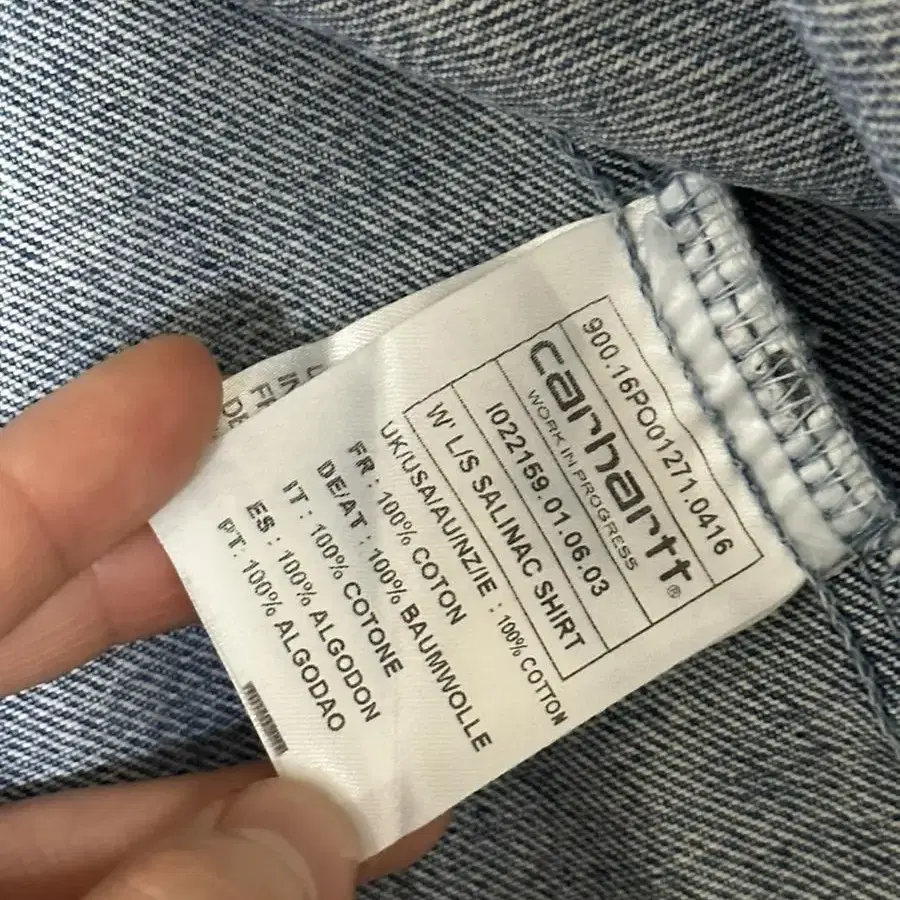 900.16PO01271.0416
carhartt®
WORK IN PROGRESS
I022159.01.06.03
W' L/S SALINAC SHIRT
UK/USA/AU/NZ/IE : 100% COTTON
FR : 100% COTON
DE/AT : 100% BAUMWOLLE
IT : 100% COTONE
ES : 100% ALGODON
PT: 100% ALGODAO